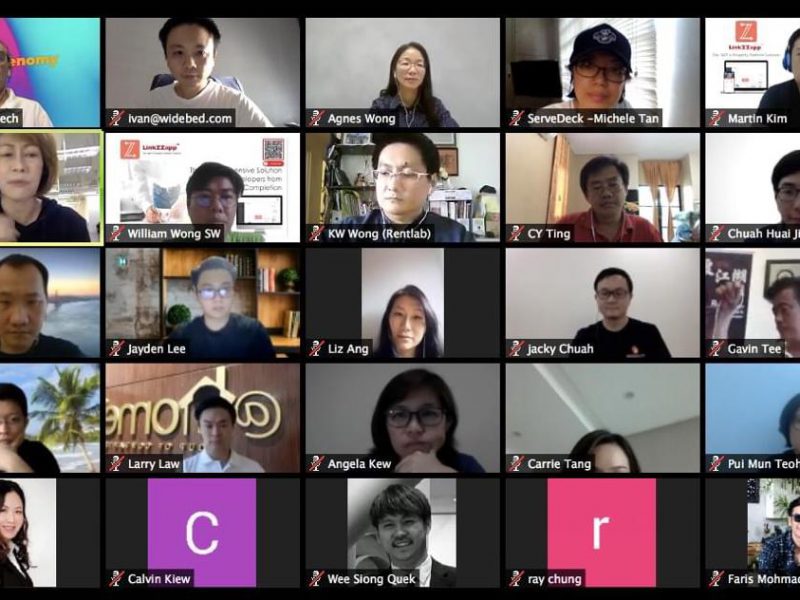 enomy
ech
ivan@widebed.com
Agnes Wong
ServeDeck –Michele Tan
LinkZZapp
Martin Kim
LinkZZapp
Completion
William Wong SW
KW Wong (Rentlab)
CY Ting
Chuah Huai Ji
Jayden Lee
Liz Ang
Jacky Chuah
Gavin Tee
Larry Law
Angela Kew
Carrie Tang
Pui Mun Teoh
C
Calvin Kiew
Wee Siong Quek
r
ray chung
Faris Mohmad